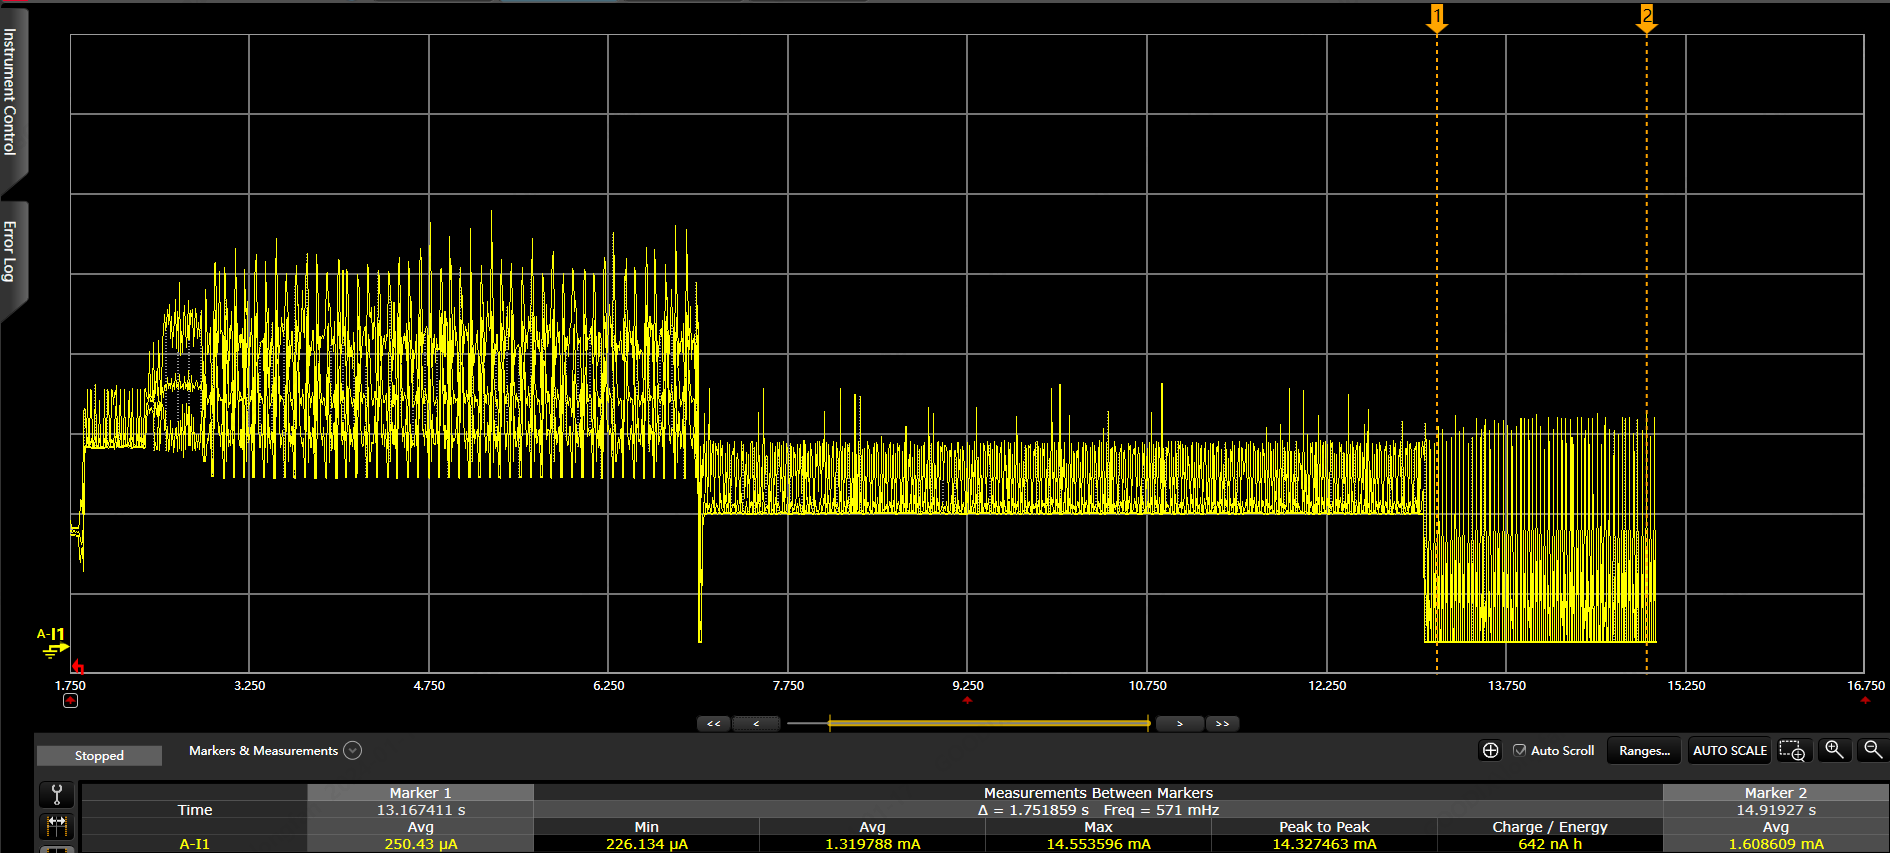 Instrument Control
Error Log
1
2
A-I1
1.750 3.250 4.750 6.250 7.750 9.250 10.750 12.250 13.750 15.250 16.750
<< < > >>
Stopped
Markers & Measurements
Auto Scroll
Ranges...
AUTO SCALE
Marker 1 Measurements Between Markers Marker 2
Time 13.167411 s Δ = 1.751859 s Freq = 571 mHz 14.91927 s
Avg Min Avg Max Peak to Peak Charge / Energy Avg
A-I1 250.43 µA 226.134 µA 1.319788 mA 14.553596 mA 14.327463 mA 642 nA h 1.608609 mA